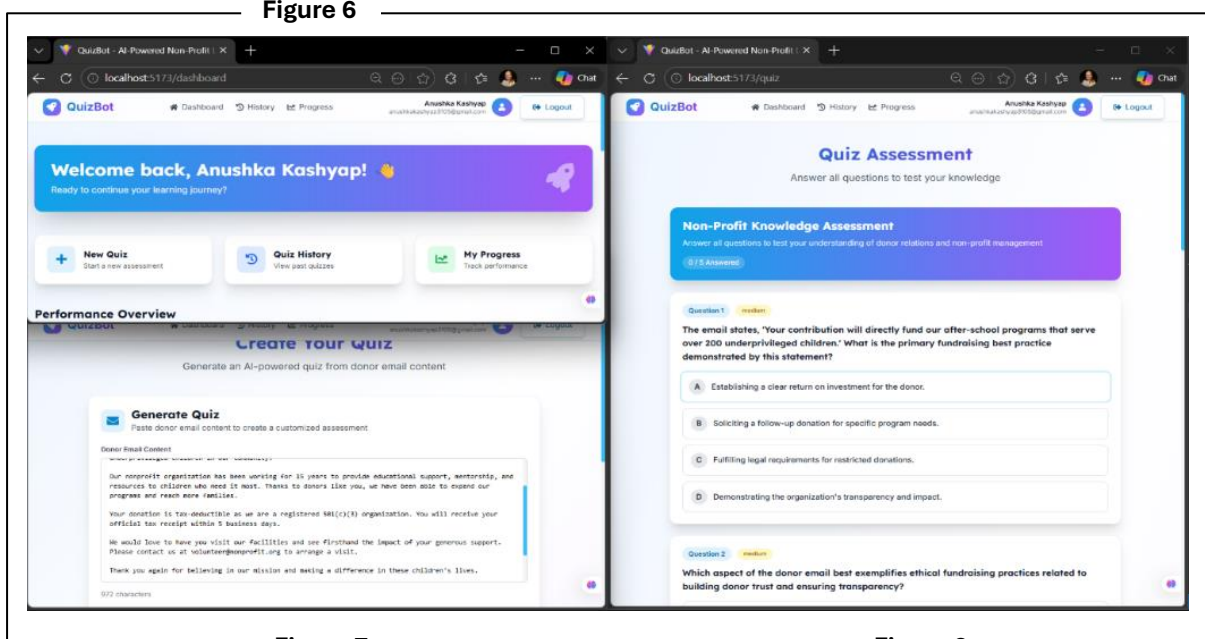 Figure 6
QuizBot - AI-Powered Non-Profit
localhost:5173/dashboard
Chat
QuizBot
Dashboard
History
Progress
Anushka Kashyap
Logout
Welcome back, Anushka Kashyap! 👋
Ready to continue your learning journey?
New Quiz
Start a new assessment
Quiz History
View past quizzes
My Progress
Track performance
Performance Overview
QuizBot
Dashboard
History
Progress
Logout
Create Your Quiz
Generate an AI-powered quiz from donor email content
Generate Quiz
Paste donor email content to create a customized assessment
Donor Email Content
underprivileged children in our community.
Our nonprofit organization has been working for 15 years to provide educational support, mentorship, and
resources to children who need it most. Thanks to donors like you, we have been able to expand our
programs and reach more families.
Your donation is tax-deductible as we are a registered 501(c)(3) organization. You will receive your
official tax receipt within 5 business days.
We would love to have you visit our facilities and see firsthand the impact of your generous support.
Please contact us at volunteer@nonprofit.org to arrange a visit.
Thank you again for believing in our mission and making a difference in these children's lives.
characters
QuizBot - AI-Powered Non-Profit
localhost:5173/quiz
Chat
QuizBot
Dashboard
History
Progress
Anushka Kashyap
Logout
Quiz Assessment
Answer all questions to test your knowledge
Non-Profit Knowledge Assessment
Answer all questions to test your understanding of donor relations and non-profit management
0 / 5 Answered
Question 1
medium
The email states, 'Your contribution will directly fund our after-school programs that serve
over 200 underprivileged children.' What is the primary fundraising best practice
demonstrated by this statement?
A Establishing a clear return on investment for the donor.
B Soliciting a follow-up donation for specific program needs.
C Fulfilling legal requirements for restricted donations.
D Demonstrating the organization's transparency and impact.
Question 2
medium
Which aspect of the donor email best exemplifies ethical fundraising practices related to
building donor trust and ensuring transparency?